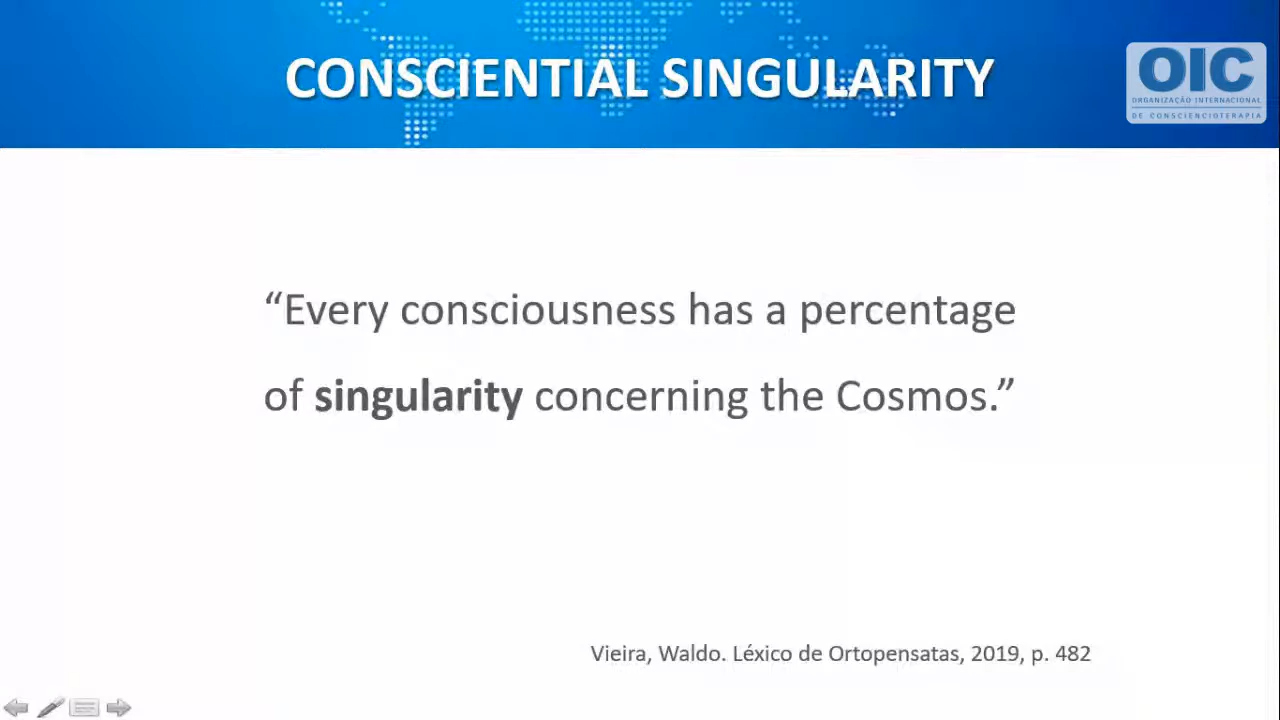 CONSCIENTIAL SINGULARITY
OIC
ORGANIZAÇÃO INTERNACIONAL
DE CONSCIENCIOTERAPIA
“Every consciousness has a percentage
of singularity concerning the Cosmos.”
Vieira, Waldo. Léxico de Ortopensatas, 2019, p. 482